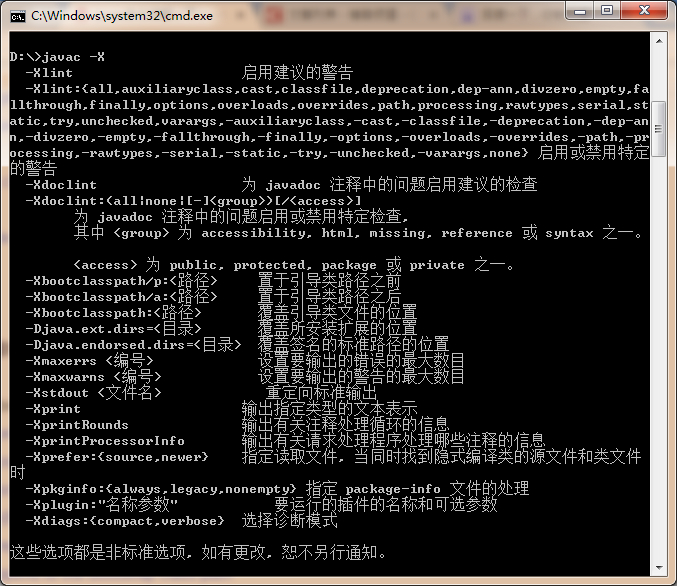 C:\Windows\system32\cmd.exe
D:\>javac -X
-Xlint 启用建议的警告
-Xlint:{all,auxiliaryclass,cast,classfile,deprecation,dep-ann,divzero,empty,fa
llthrough,finally,options,overloads,overrides,path,processing,rawtypes,serial,st
atic,try,unchecked,varargs,-auxiliaryclass,-cast,-classfile,-deprecation,-dep-an
n,-divzero,-empty,-fallthrough,-finally,-options,-overloads,-overrides,-path,-pr
ocessing,-rawtypes,-serial,-static,-try,-unchecked,-varargs,none} 启用或禁用特定
的警告
-Xdoclint 为 javadoc 注释中的问题启用建议的检查
-Xdoclint:(all|none|[-]<group>)[/<access>]
为 javadoc 注释中的问题启用或禁用特定检查,
其中 <group> 为 accessibility, html, missing, reference 或 syntax 之一。
<access> 为 public, protected, package 或 private 之一。
-Xbootclasspath/p:<路径> 置于引导类路径之前
-Xbootclasspath/a:<路径> 置于引导类路径之后
-Xbootclasspath:<路径> 覆盖引导类文件的位置
-Djava.ext.dirs=<目录> 覆盖所安装扩展的位置
-Djava.endorsed.dirs=<目录> 覆盖签名的标准路径的位置
-Xmaxerrs <编号> 设置要输出的错误的最大数目
-Xmaxwarns <编号> 设置要输出的警告的最大数目
-Xstdout <文件名> 重定向标准输出
-Xprint 输出指定类型的文本表示
-XprintRounds 输出有关注释处理循环的信息
-XprintProcessorInfo 输出有关请求处理程序处理哪些注释的信息
-Xprefer:{source,newer} 指定读取文件, 当同时找到隐式编译类的源文件和类文件
时
-Xpkginfo:{always,legacy,nonempty} 指定 package-info 文件的处理
-Xplugin:"名称参数" 要运行的插件的名称和可选参数
-Xdiags:{compact,verbose} 选择诊断模式
这些选项都是非标准选项, 如有更改, 恕不另行通知。